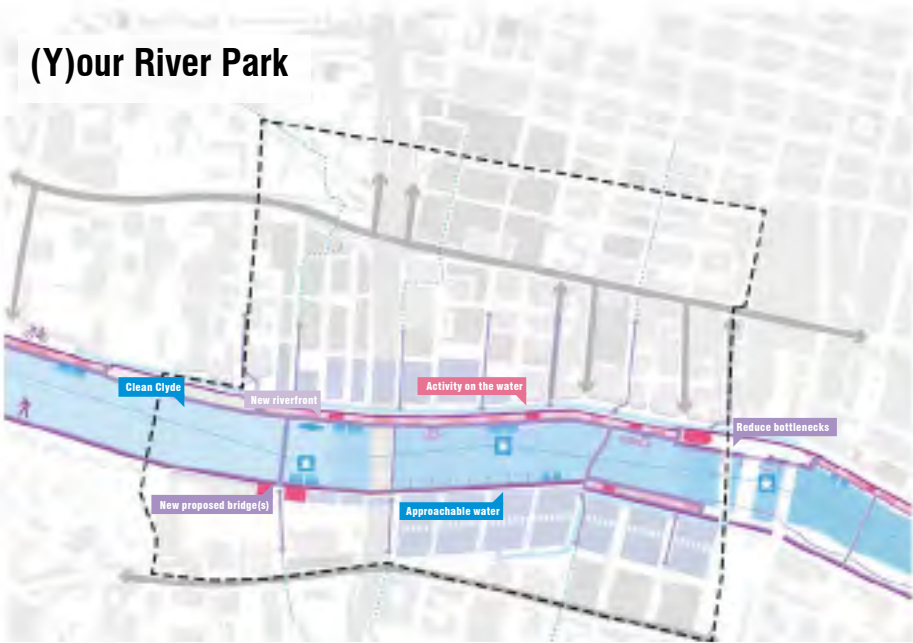 (Y)our River Park
Clean Clyde
New riverfront
Activity on the water
Reduce bottlenecks
New proposed bridge(s)
Approachable water